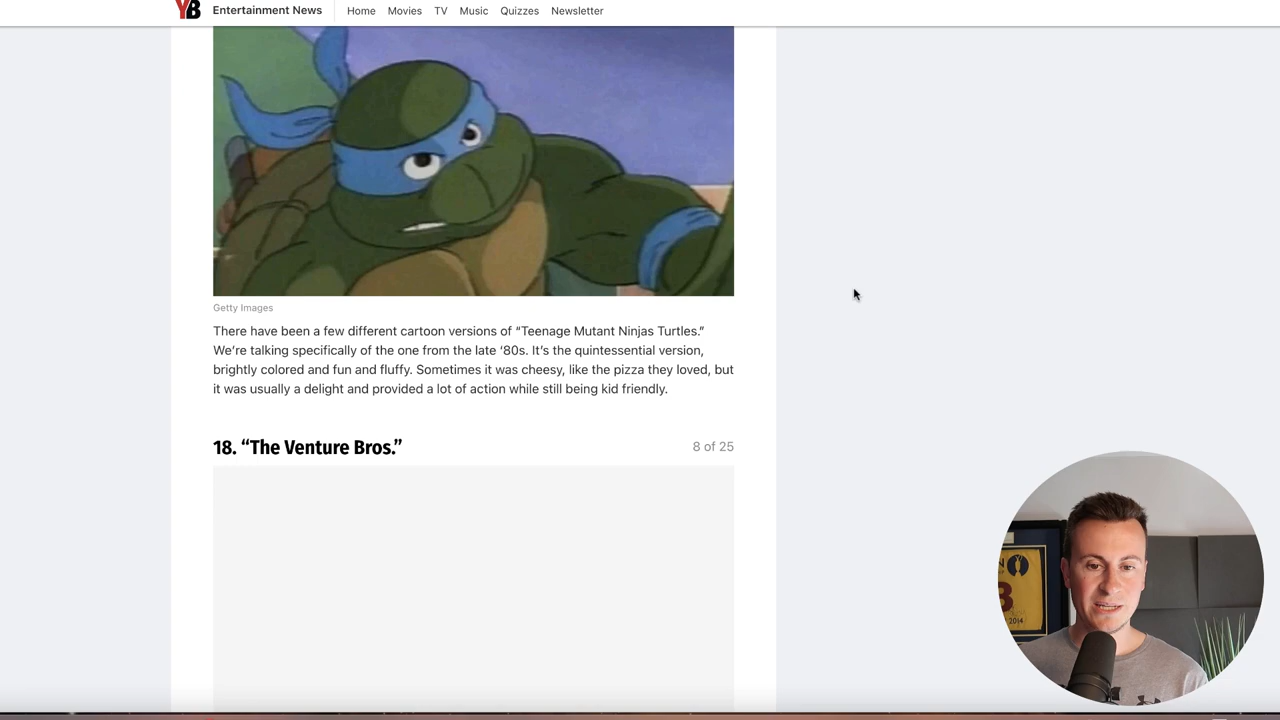 YB Entertainment News Home Movies TV Music Quizzes Newsletter
Getty Images
There have been a few different cartoon versions of “Teenage Mutant Ninjas Turtles.”
We’re talking specifically of the one from the late ‘80s. It’s the quintessential version,
brightly colored and fun and fluffy. Sometimes it was cheesy, like the pizza they loved, but
it was usually a delight and provided a lot of action while still being kid friendly.
18. “The Venture Bros.” 8 of 25
2014